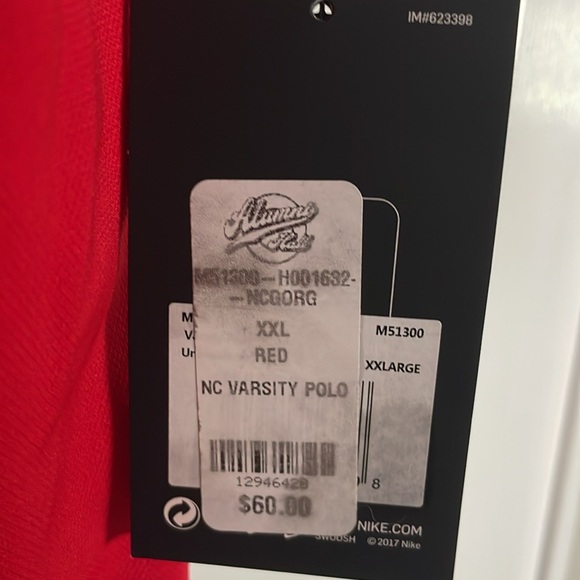 IM#623398
Alumni
Hall
M51300-H001632-
-NCGORG
XXL
RED
NC VARSITY POLO
12946428
$60.00
M51300
XXLARGE
8
NIKE.COM
SWOOSH © 2017 Nike